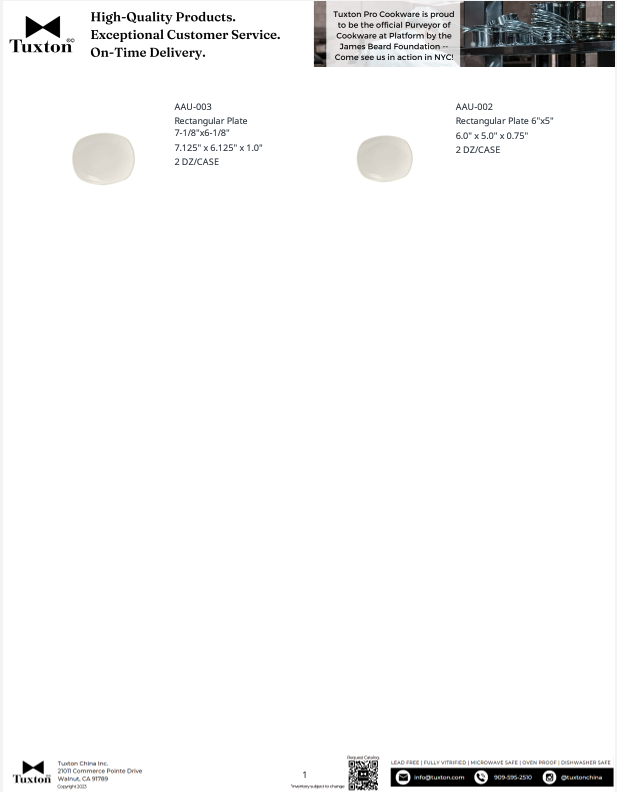 Tuxton
High-Quality Products.
Exceptional Customer Service.
On-Time Delivery.
Tuxton Pro Cookware is proud
to be the official Purveyor of
Cookware at Platform by the
James Beard Foundation --
Come see us in action in NYC!
AAU-003
Rectangular Plate
7-1/8"x6-1/8"
7.125" x 6.125" x 1.0"
2 DZ/CASE
AAU-002
Rectangular Plate 6"x5"
6.0" x 5.0" x 0.75"
2 DZ/CASE
Tuxton
Tuxton China Inc.
21011 Commerce Pointe Drive
Walnut, CA 91789
Copyright 2023
1
*Inventory subject to change
Request Catalog
LEAD FREE | FULLY VITRIFIED | MICROWAVE SAFE | OVEN PROOF | DISHWASHER SAFE
info@tuxton.com
909-595-2510
@tuxtonchina